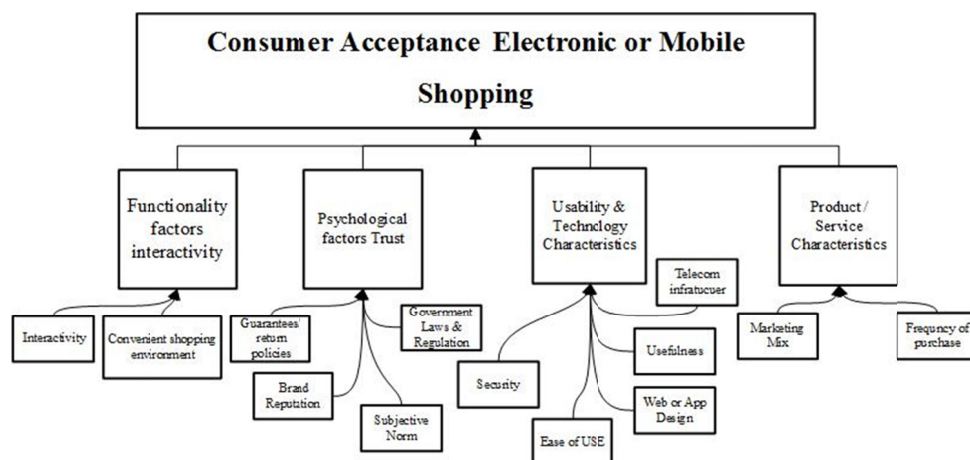 Consumer Acceptance Electronic or Mobile
Shopping
Functionality
factors
interactivity
Psychological
factors Trust
Usability &
Technology
Characteristics
Product /
Service
Characteristics
Interactivity
Convenient shopping
environment
Guarantees'
return
policies
Government
Laws &
Regulation
Brand
Reputation
Subjective
Norm
Telecom
infratucuer
Security
Usefulness
Web or App
Design
Ease of USE
Marketing
Mix
Frequncy of
purchase